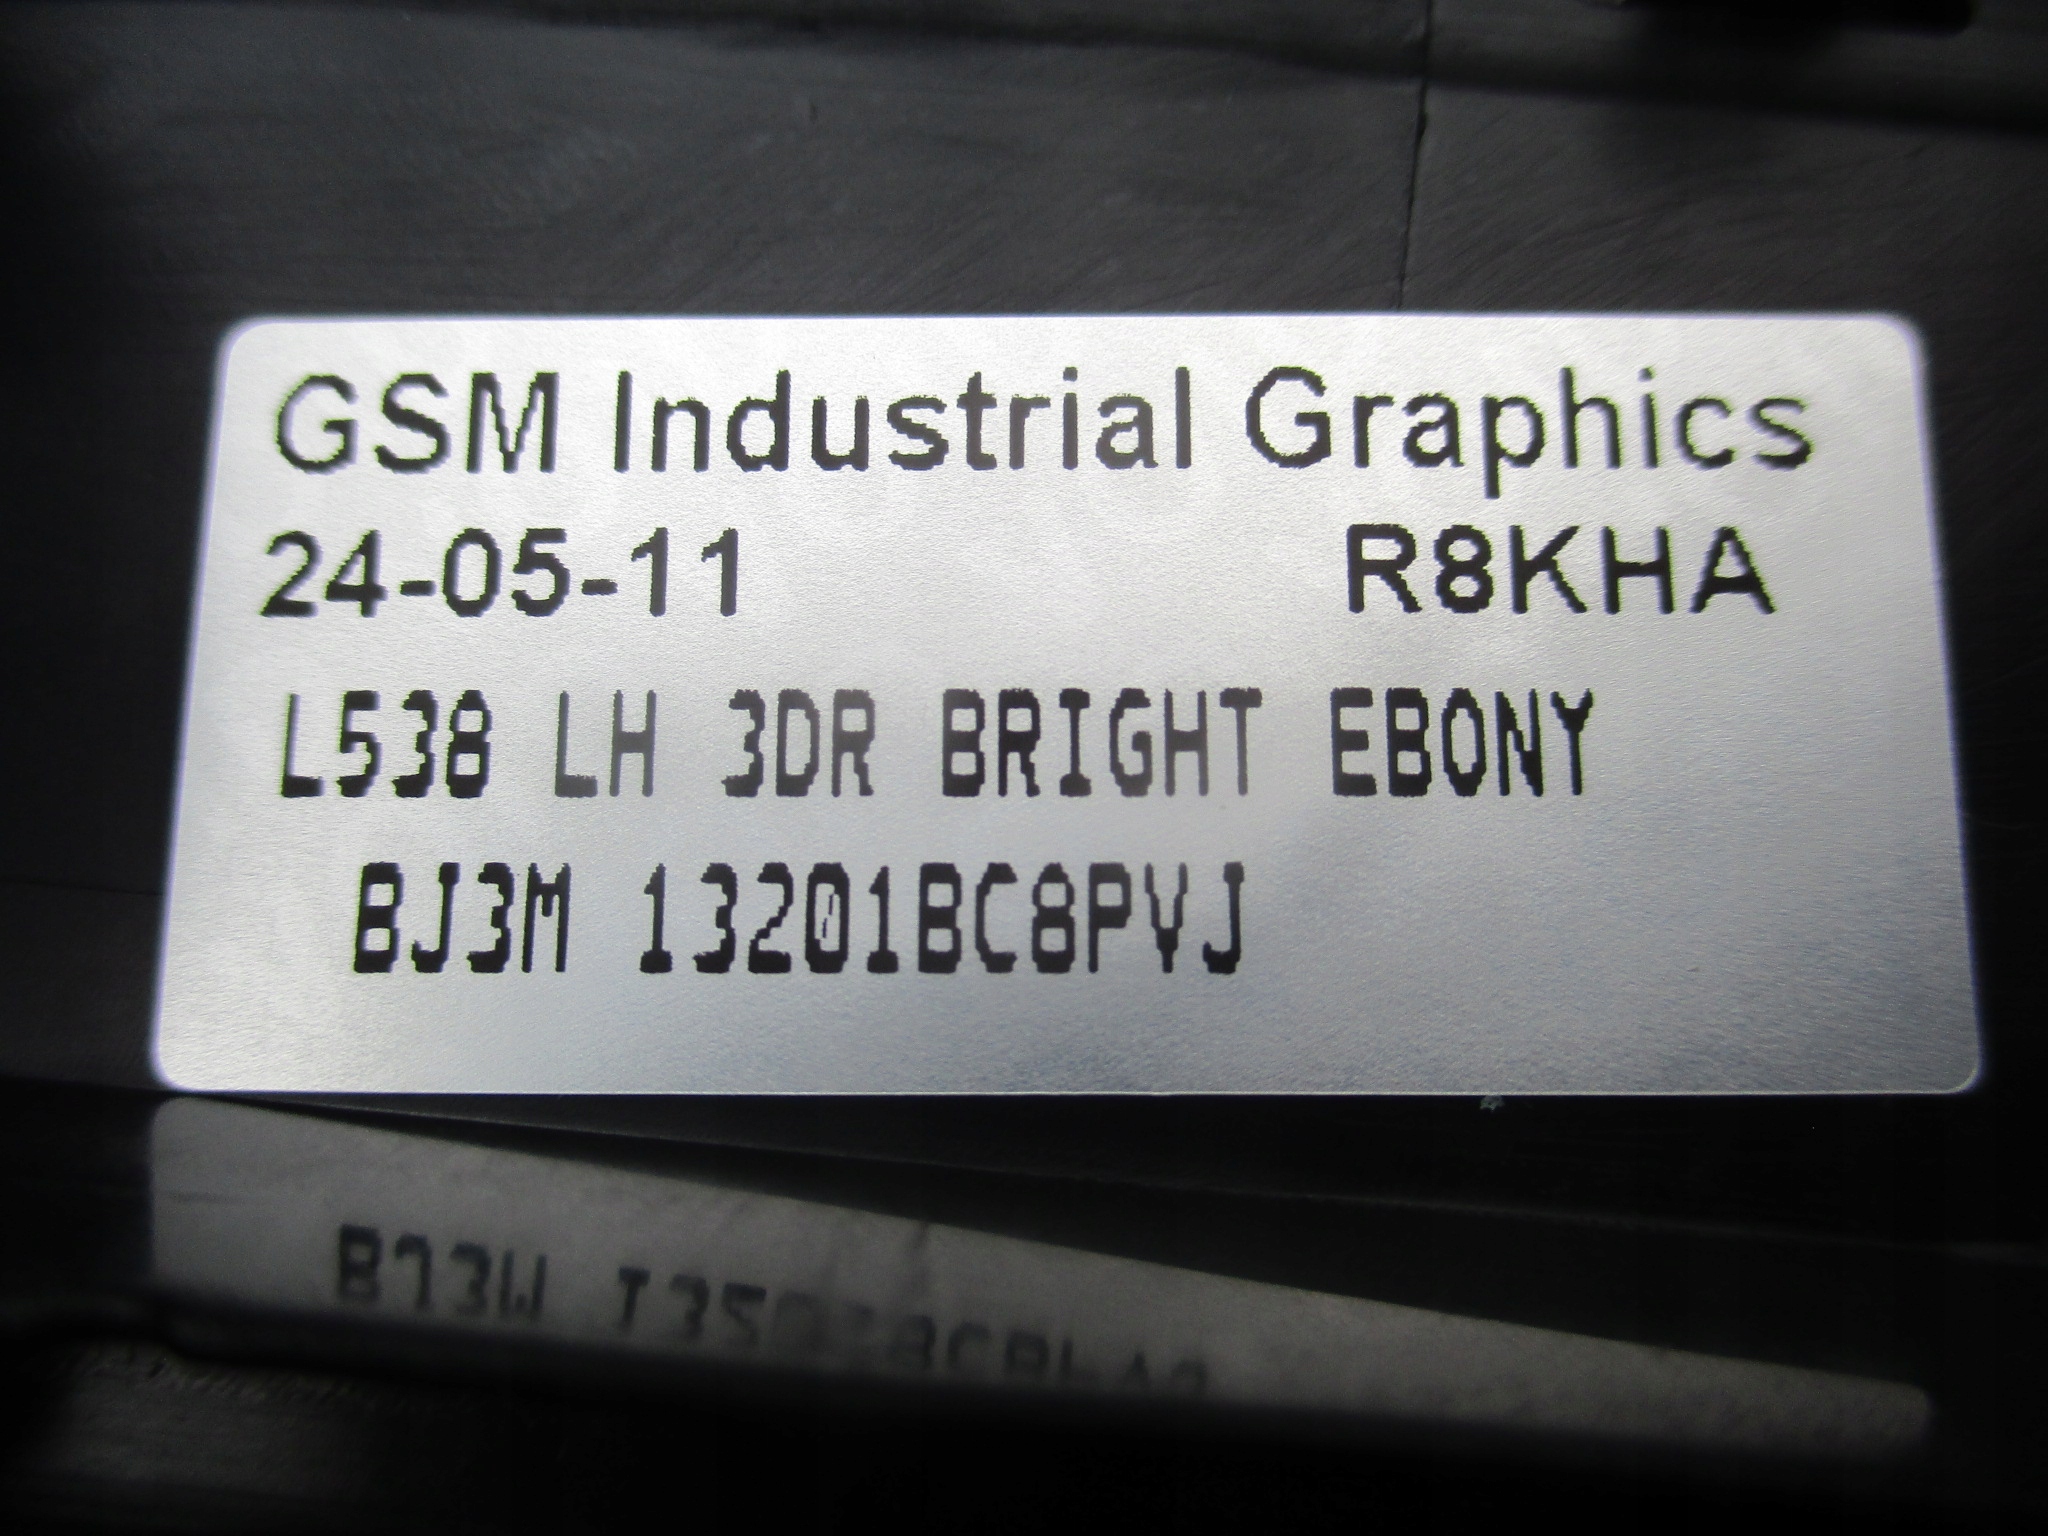 GSM Industrial Graphics
24-05-11 R8KHA
L538 LH 3DR BRIGHT EBONY
BJ3M 13201BC8PVJ